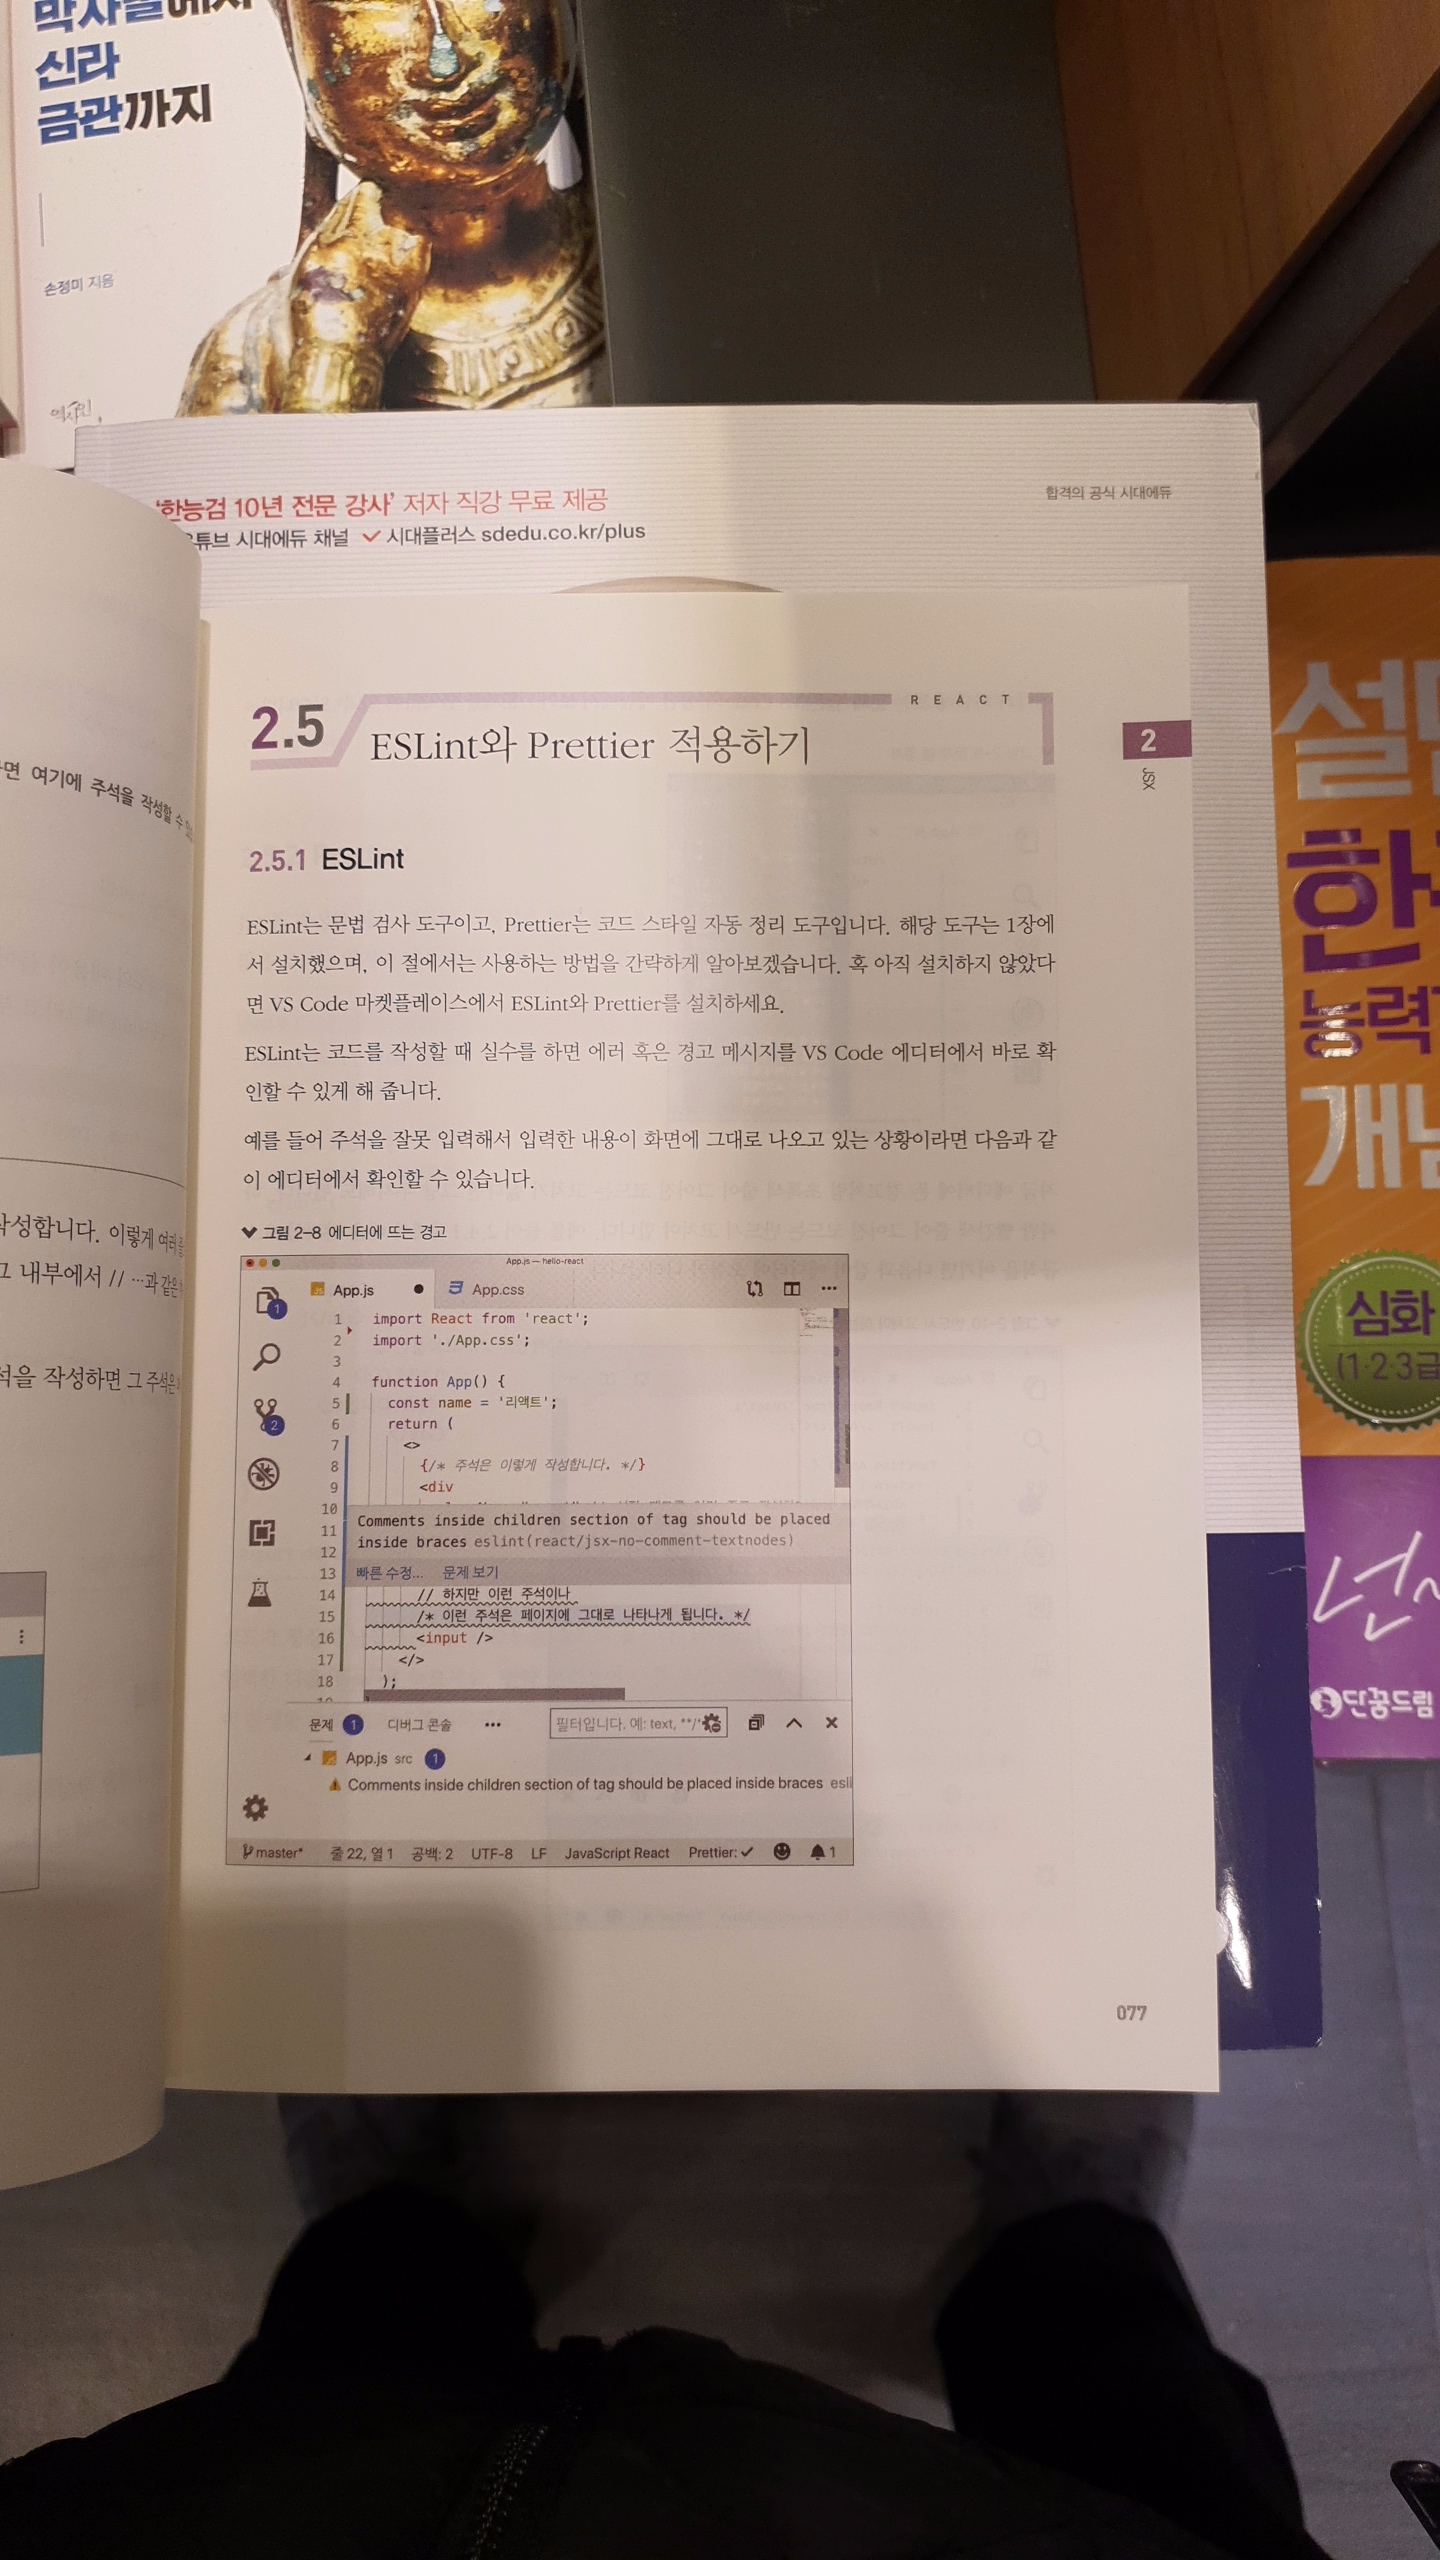 신라
금관까지
손정미 지음
'한능검 10년 전문 강사' 저자 직강 무료 제공
합격의 공식 시대에듀
튜브 시대에듀 채널 ✓ 시대플러스 sdedu.co.kr/plus
면 여기에 주석을 작성할 수
작성합니다. 이렇게 여러
내부에서 // …과 같은
석을 작성하면 그 주석은
REACT
2.5 ESLint와 Prettier 적용하기
2
JSX
2.5.1 ESLint
ESLint는 문법 검사 도구이고, Prettier는 코드 스타일 자동 정리 도구입니다. 해당 도구는 1장에
서 설치했으며, 이 절에서는 사용하는 방법을 간략하게 알아보겠습니다. 혹 아직 설치하지 않았다
면 VS Code 마켓플레이스에서 ESLint와 Prettier를 설치하세요.
ESLint는 코드를 작성할 때 실수를 하면 에러 혹은 경고 메시지를 VS Code 에디터에서 바로 확
인할 수 있게 해 줍니다.
예를 들어 주석을 잘못 입력해서 입력한 내용이 화면에 그대로 나오고 있는 상황이라면 다음과 같
이 에디터에서 확인할 수 있습니다.
그림 2-8 에디터에 뜨는 경고
App.js — hello-react
App.js ● App.css
1 import React from 'react';
2 import './App.css';
3
4 function App() {
5 const name = '리액트';
6 return (
7 <>
8 {/* 주석은 이렇게 작성합니다. */}
9 <div
10
11 Comments inside children section of tag should be placed
12 inside braces eslint(react/jsx-no-comment-textnodes)
13 빠른 수정... 문제 보기
14 // 하지만 이런 주석이나
15 /* 이런 주석은 페이지에 그대로 나타나게 됩니다. */
16 <input />
17 </>
18 );
문제 1 디버그 콘솔 ••• 필터입니다. 예: text, **/*
App.js src 1
Comments inside children section of tag should be placed inside braces esli
master* 줄 22, 열 1 공백: 2 UTF-8 LF JavaScript React Prettier: ✓ 1
077
능력
심화
(1·2·3급
단꿈드림